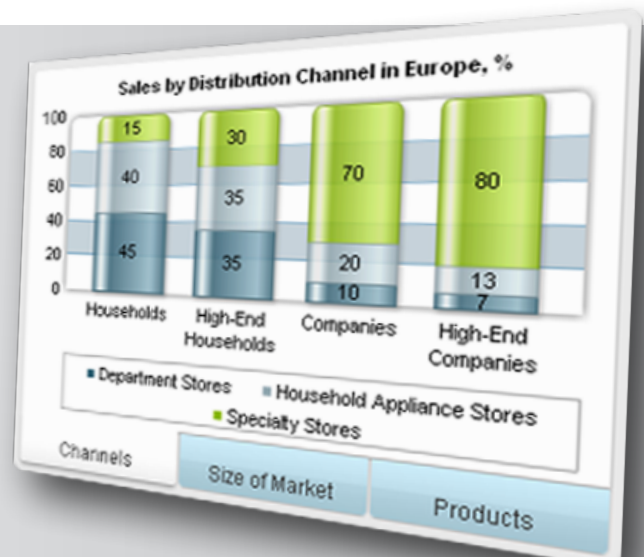 Sales by Distribution Channel in Europe, %
100
80
60
40
20
0
15
40
45
30
35
35
70
20
10
80
13
7
Households
High-End
Households
Companies
High-End
Companies
Department Stores
Household Appliance Stores
Specialty Stores
Channels
Size of Market
Products